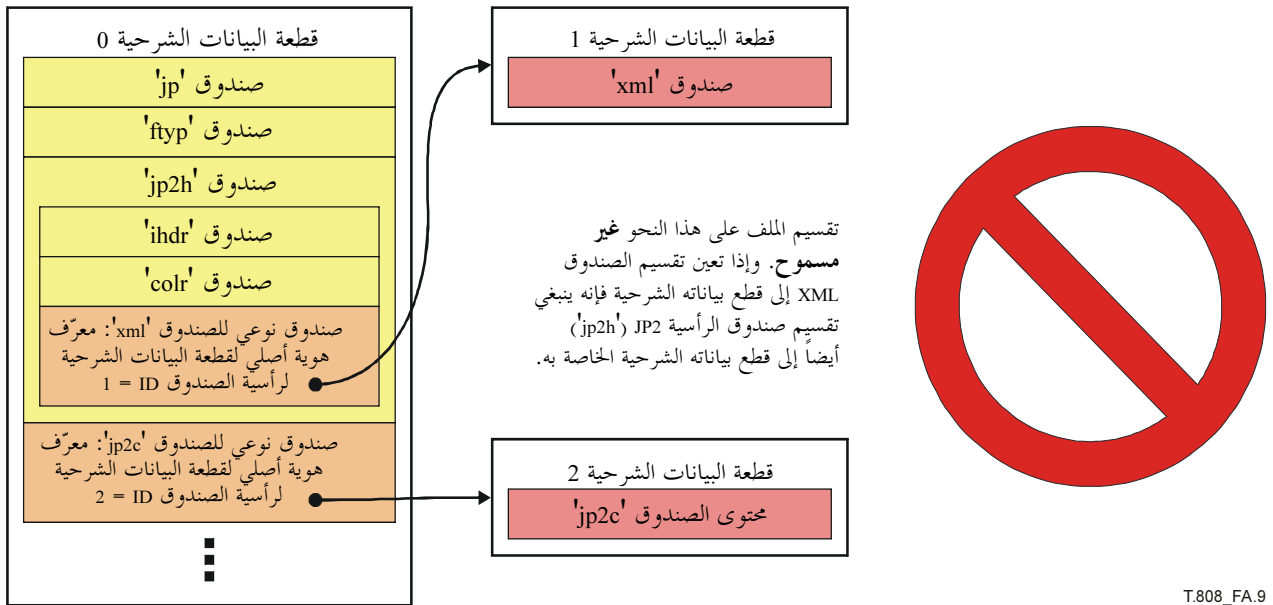 قطعة البيانات الشرحية 0
صندوق 'jp'
صندوق 'ftyp'
صندوق 'jp2h'
صندوق 'ihdr'
صندوق 'colr'
صندوق نوعي للصندوق 'xml': معرّف
هوية أصلي لقطعة البيانات الشرحية
لرأسية الصندوق ID = 1
صندوق نوعي للصندوق 'jp2c': معرّف
هوية أصلي لقطعة البيانات الشرحية
لرأسية الصندوق ID = 2
قطعة البيانات الشرحية 1
صندوق 'xml'
تقسيم الملف على هذا النحو غير
مسموح. وإذا تعين تقسيم الصندوق
XML إلى قطع بياناته الشرحية فإنه ينبغي
تقسيم صندوق الرأسية JP2 ('jp2h')
أيضاً إلى قطع بياناته الشرحية الخاصة به.
قطعة البيانات الشرحية 2
محتوى الصندوق 'jp2c'
T.808_FA.9